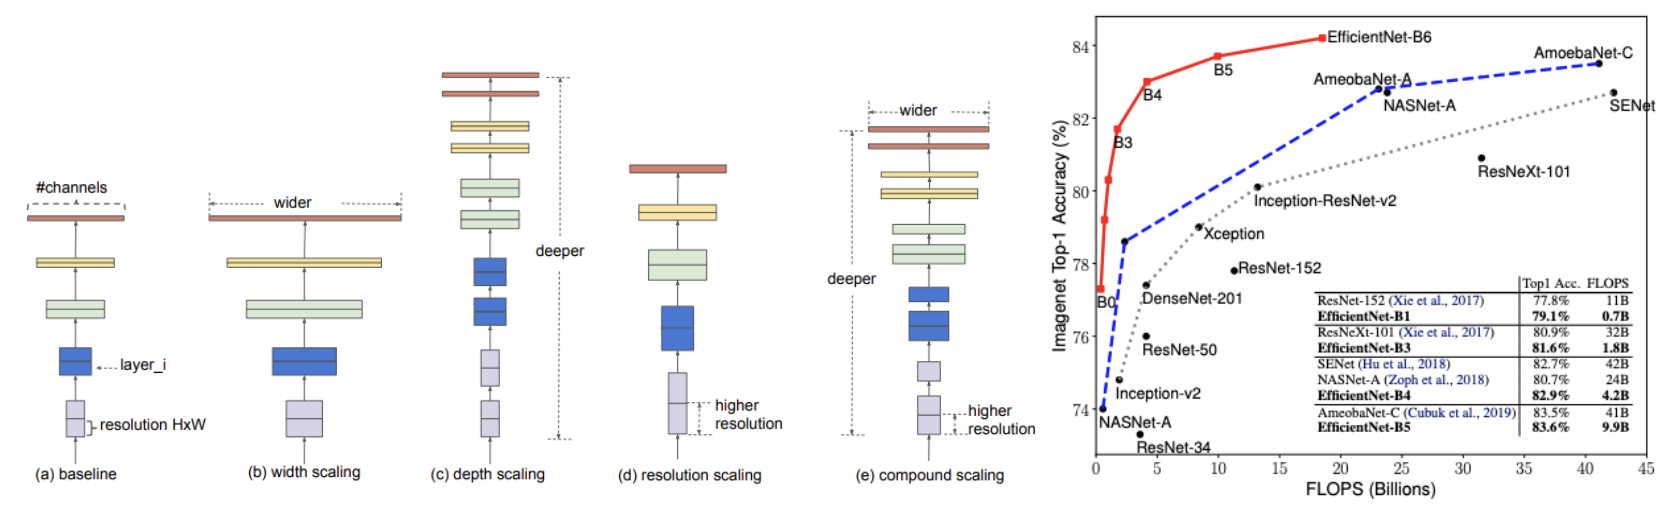 #channels
layer_i
resolution HxW
(a) baseline
wider
(b) width scaling
deeper
(c) depth scaling
higher
resolution
(d) resolution scaling
wider
deeper
higher
resolution
(e) compound scaling
Imagenet Top-1 Accuracy (%)
84
82
80
78
76
74
0
5
10
15
20
25
30
35
40
45
FLOPS (Billions)
EfficientNet-B6
B5
B4
B3
B0
AmoebaNet-C
AmeobaNet-A
NASNet-A
SENet
ResNeXt-101
Inception-ResNet-v2
Xception
ResNet-152
DenseNet-201
ResNet-50
Inception-v2
NASNet-A
ResNet-34
Top1 Acc. FLOPS
ResNet-152 (Xie et al., 2017) 77.8% 11B
EfficientNet-B1 79.1% 0.7B
ResNeXt-101 (Xie et al., 2017) 80.9% 32B
EfficientNet-B3 81.6% 1.8B
SENet (Hu et al., 2018) 82.7% 42B
NASNet-A (Zoph et al., 2018) 80.7% 24B
EfficientNet-B4 82.9% 4.2B
AmeobaNet-C (Cubuk et al., 2019) 83.5% 41B
EfficientNet-B5 83.6% 9.9B